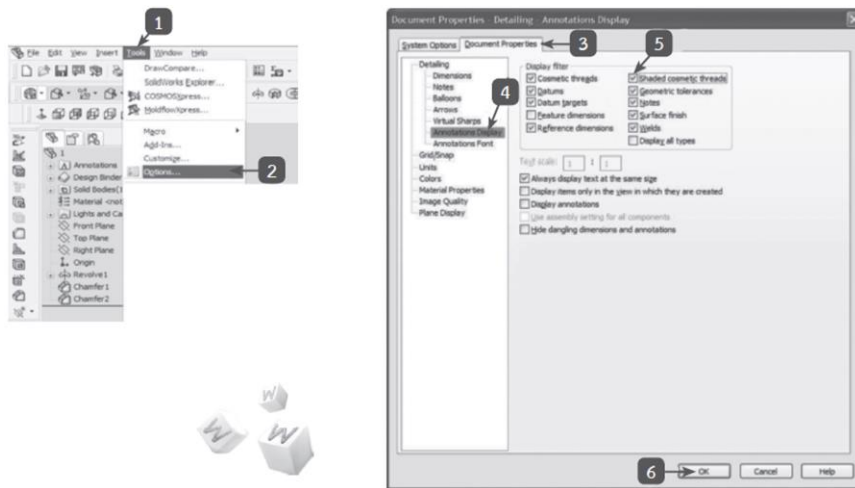 1
File Edit View Insert Tools Window Help
DrawCompare...
SolidWorks Explorer...
COSMOSXpress...
MoldflowXpress...
Macro
Add-Ins...
Customize...
Options...
2
1
Annotations
Design Binder
Solid Bodies(1
Material <not
Lights and Ca
Front Plane
Top Plane
Right Plane
Origin
Revolve1
Chamfer1
Chamfer2
W
W
W
Document Properties - Detailing - Annotations Display
System Options Document Properties
3
5
Detailing
Dimensions
Notes
Balloons
Arrows
Virtual Sharps
Annotations Display
Annotations Font
Grid/Snap
Units
Colors
Material Properties
Image Quality
Plane Display
4
Display filter
Cosmetic threads
Datums
Datum targets
Feature dimensions
Reference dimensions
Shaded cosmetic threads
Geometric tolerances
Notes
Surface finish
Welds
Display all types
Text scale: 1 : 1
Always display text at the same size
Display items only in the view in which they are created
Display annotations
Use assembly setting for all components
Hide dangling dimensions and annotations
6
OK Cancel Help